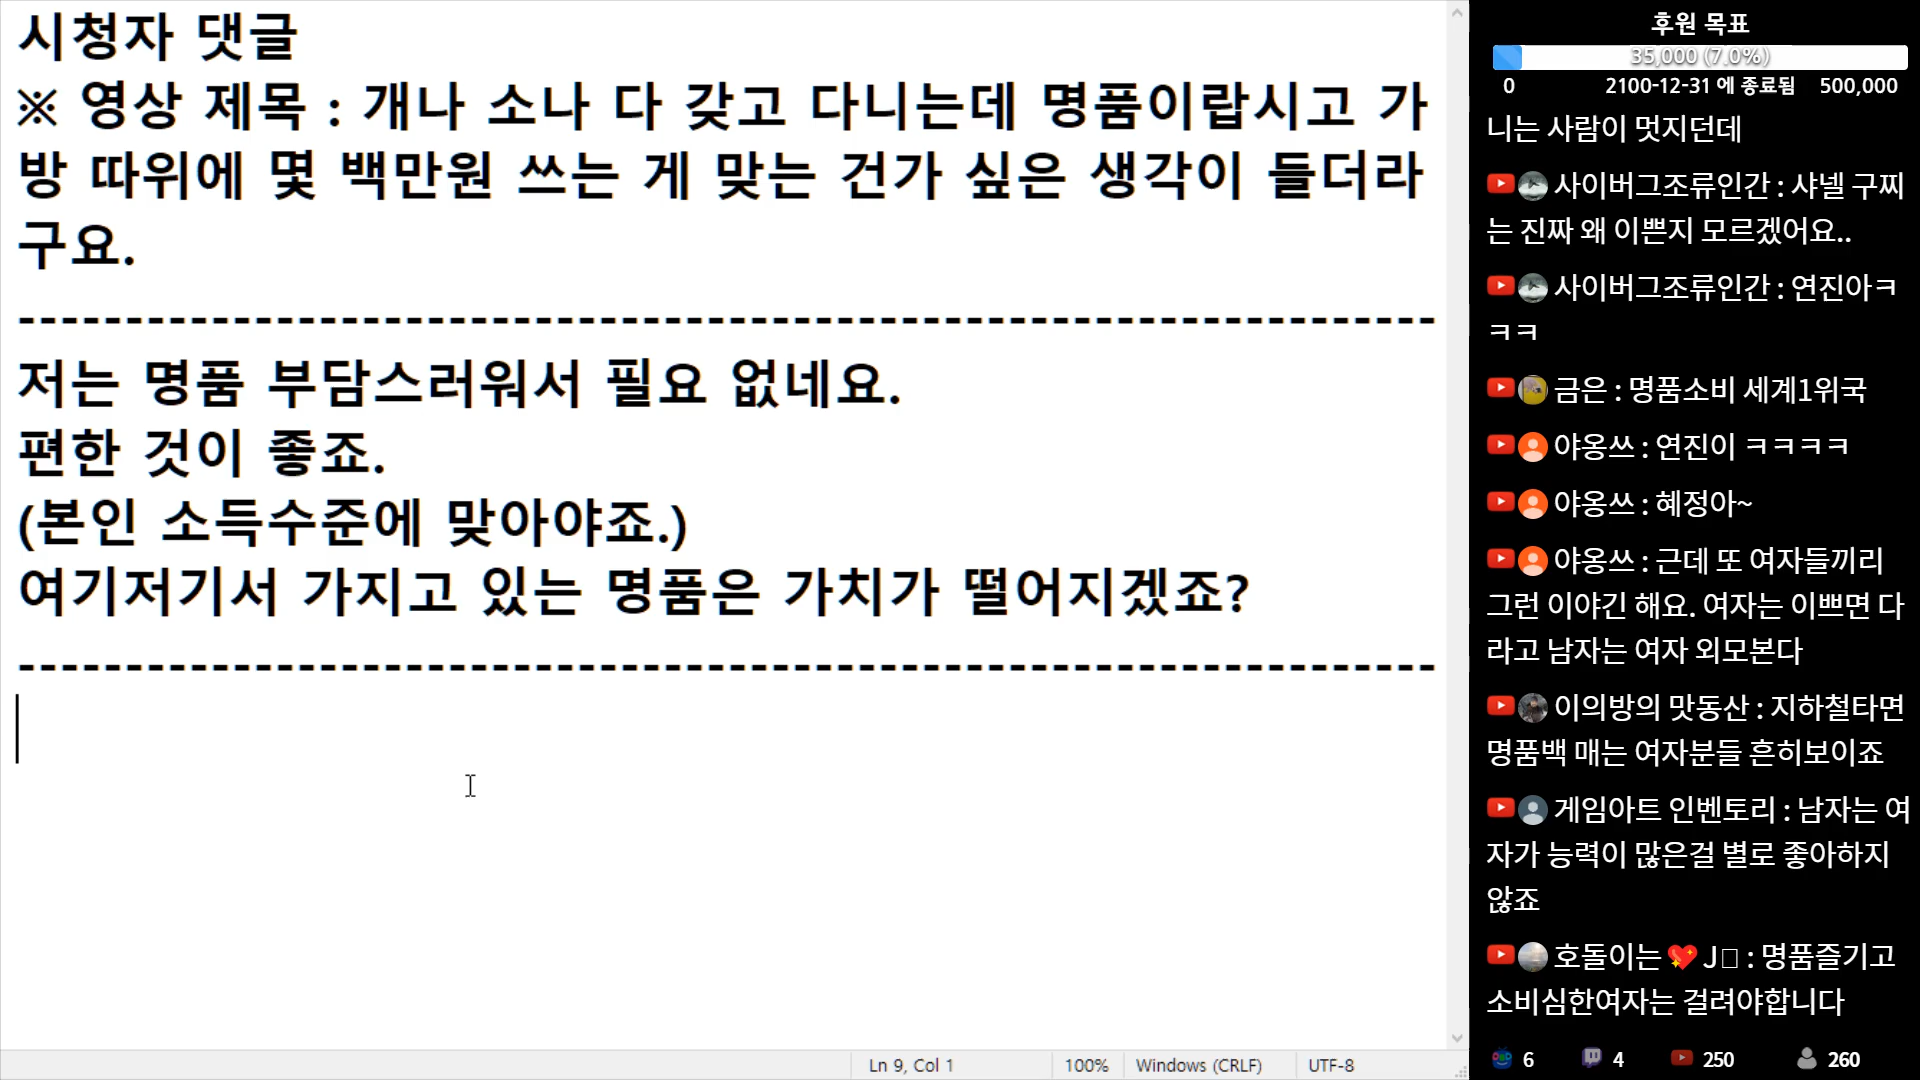 시청자 댓글
※ 영상 제목 : 개나 소나 다 갖고 다니는데 명품이랍시고 가
방 따위에 몇 백만원 쓰는 게 맞는 건가 싶은 생각이 들더라
구요.
------------------------------------------------------------------
저는 명품 부담스러워서 필요 없네요.
편한 것이 좋죠.
(본인 소득수준에 맞아야죠.)
여기저기서 가지고 있는 명품은 가치가 떨어지겠죠?
------------------------------------------------------------------
Ln 9, Col 1 100% Windows (CRLF) UTF-8
후원 목표
35,000 (7.0%)
0 2100-12-31 에 종료됨 500,000
니는 사람이 멋지던데
사이버그조류인간 : 샤넬 구찌
는 진짜 왜 이쁜지 모르겠어요..
사이버그조류인간 : 연진아ㅋ
ㅋㅋ
금은 : 명품소비 세계1위국
야옹쓰 : 연진이 ㅋㅋㅋㅋ
야옹쓰 : 혜정아~
야옹쓰 : 근데 또 여자들끼리
그런 이야긴 해요. 여자는 이쁘면 다
라고 남자는 여자 외모본다
이의방의 맛동산 : 지하철타면
명품백 매는 여자분들 흔히보이죠
게임아트 인벤토리 : 남자는 여
자가 능력이 많은걸 별로 좋아하지
않죠
호돌이는 💖 J□ : 명품즐기고
소비심한여자는 걸려야합니다
6 4 250 260